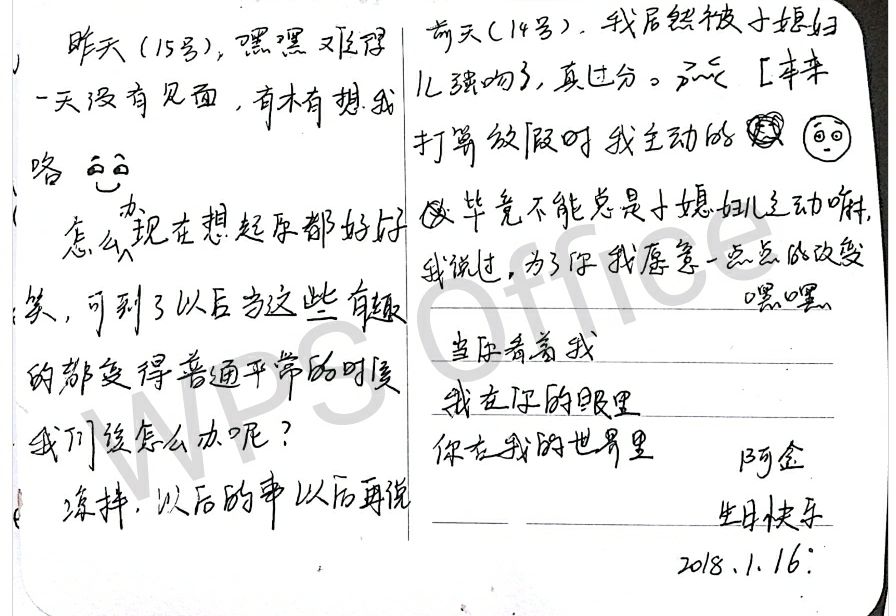 昨天(15号),嘿嘿难得
一天没有见面,有木有想我
咯
怎么办现在想起你都好好
笑,可到了以后当这些有趣
的都变得普通平常的时候
我们该怎么办呢?
凉拌,以后的事以后再说
前天(14号),我居然被小媳妇
儿强吻了,真过分。 [本来
打算放假时我主动的
毕竟不能总是小媳妇儿主动嘛,
我说过,为了你我愿意一点点的改变
嘿嘿
当你看着我
我在你的眼里
你在我的世界里
阿金
生日快乐
2018.1.16:
WPS Office